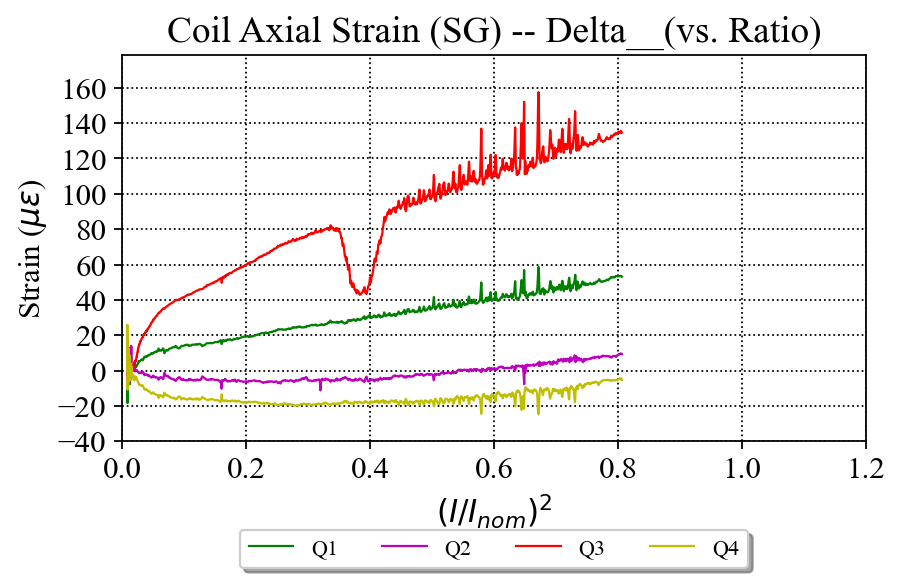 Coil Axial Strain (SG) -- Delta__(vs. Ratio)
Strain (με)
160
140
120
100
80
60
40
20
0
−20
−40
0.0 0.2 0.4 0.6 0.8 1.0 1.2
(I/I_nom)²
Q1 Q2 Q3 Q4